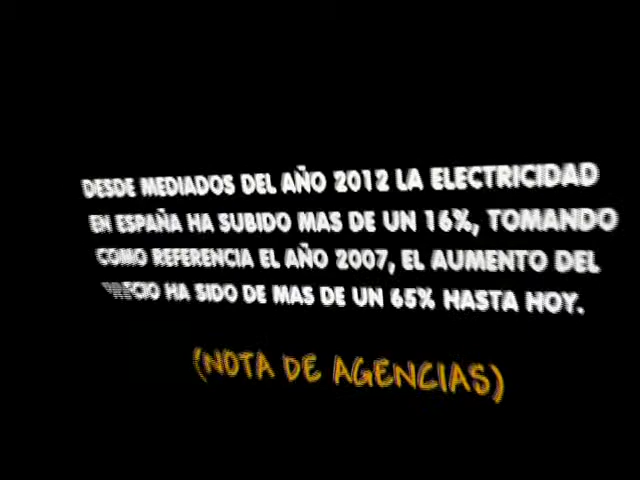 DESDE MEDIADOS DEL AÑO 2012 LA ELECTRICIDAD
EN ESPAÑA HA SUBIDO MAS DE UN 16%, TOMANDO
COMO REFERENCIA EL AÑO 2007, EL AUMENTO DEL
PRECIO HA SIDO DE MAS DE UN 65% HASTA HOY.
(NOTA DE AGENCIAS)